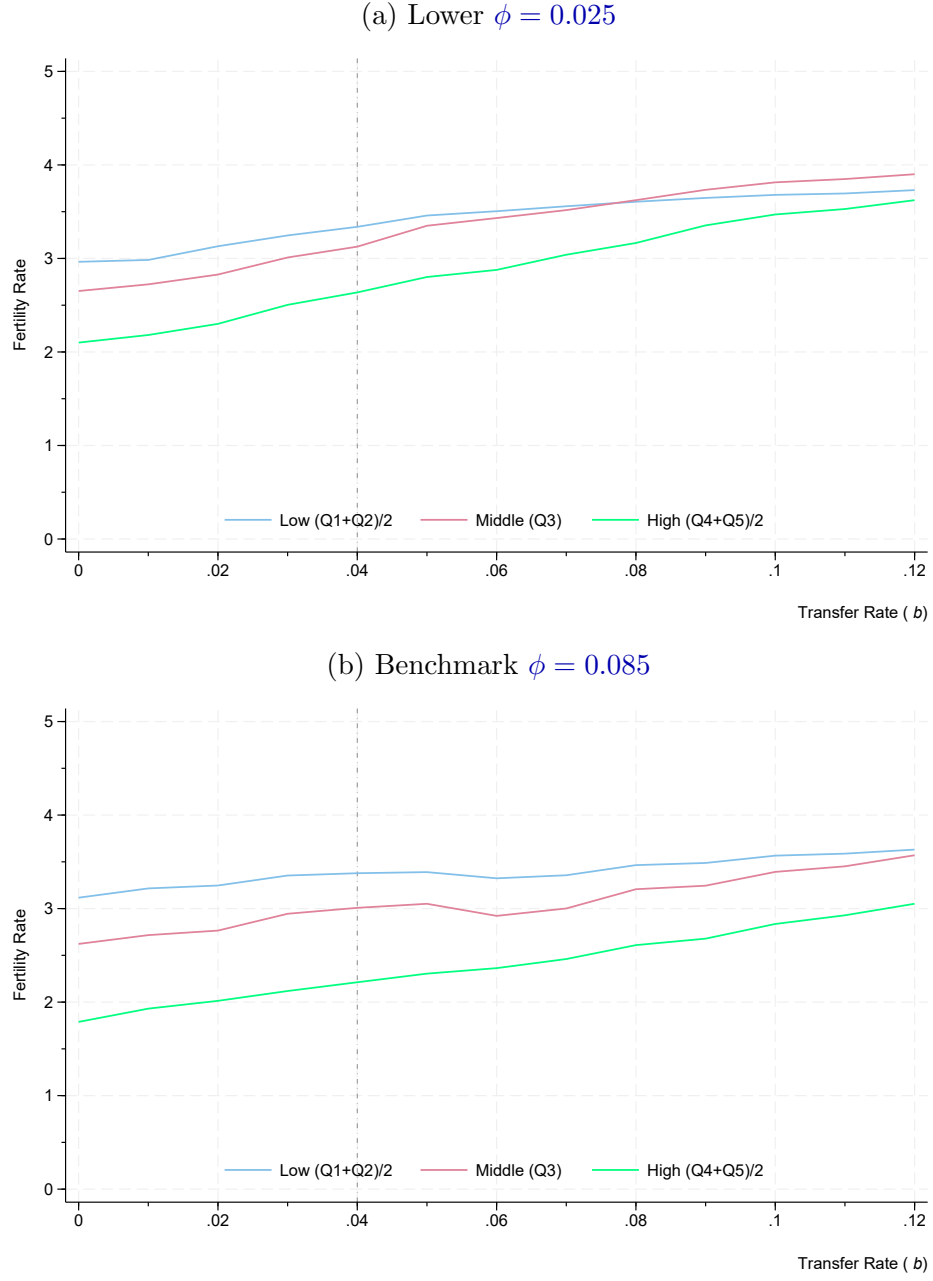 (a) Lower ϕ = 0.025
5
4
3
2
1
0
Fertility Rate
Low (Q1+Q2)/2 Middle (Q3) High (Q4+Q5)/2
0 .02 .04 .06 .08 .1 .12
Transfer Rate ( b)
(b) Benchmark ϕ = 0.085
5
4
3
2
1
0
Fertility Rate
Low (Q1+Q2)/2 Middle (Q3) High (Q4+Q5)/2
0 .02 .04 .06 .08 .1 .12
Transfer Rate ( b)